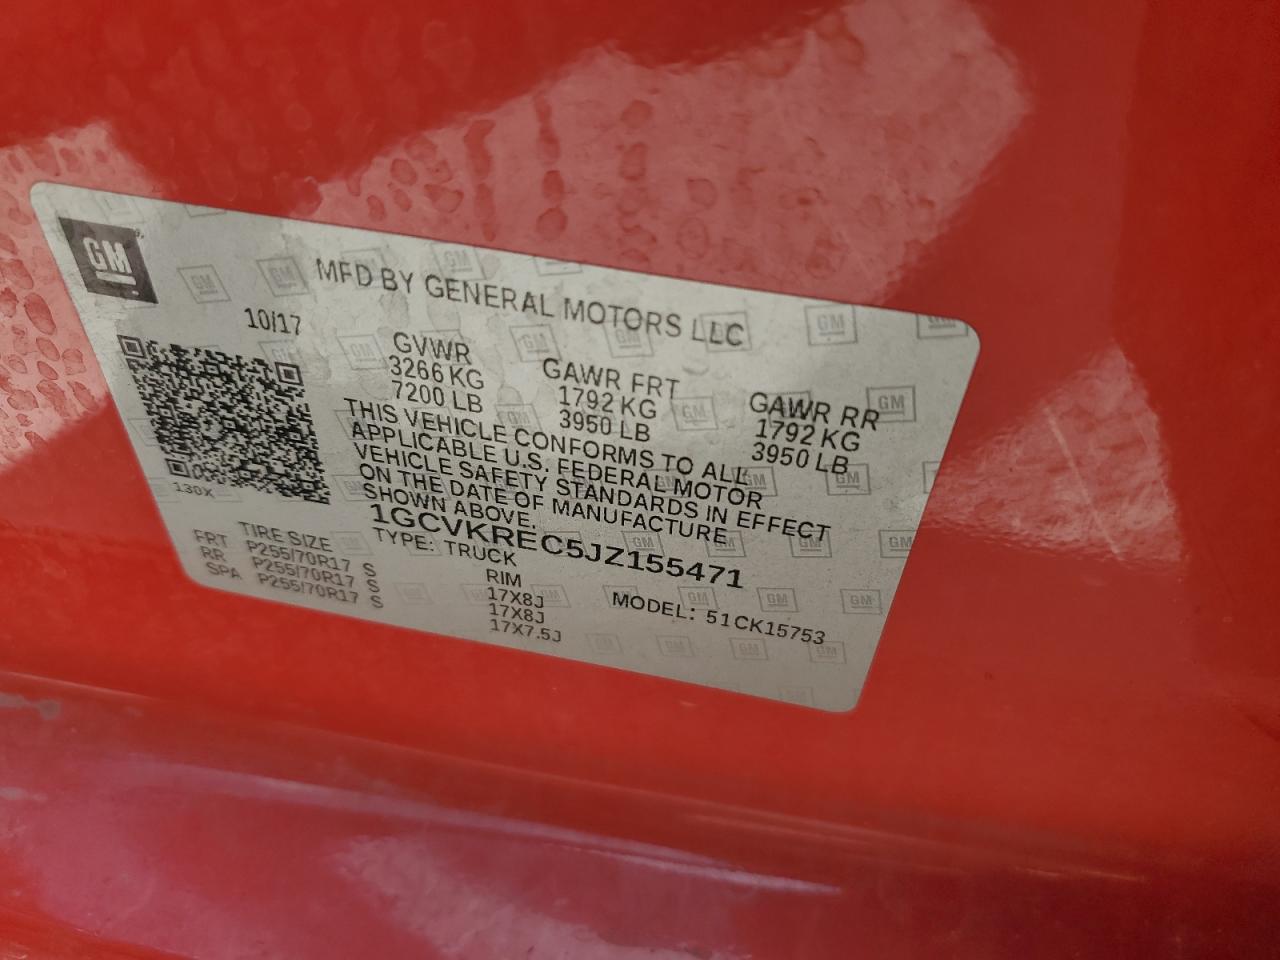 GM
MFD BY GENERAL MOTORS LLC
10/17
GVWR GAWR FRT GAWR RR
3266 KG 1792 KG 1792 KG
7200 LB 3950 LB 3950 LB
THIS VEHICLE CONFORMS TO ALL
APPLICABLE U.S. FEDERAL MOTOR
VEHICLE SAFETY STANDARDS IN EFFECT
ON THE DATE OF MANUFACTURE
SHOWN ABOVE.
130X
1GCVKREC5JZ155471
TYPE: TRUCK MODEL: 51CK15753
TIRE SIZE RIM
FRT P255/70R17 S 17X8J
RR P255/70R17 S 17X8J
SPA P255/70R17 S 17X7.5J